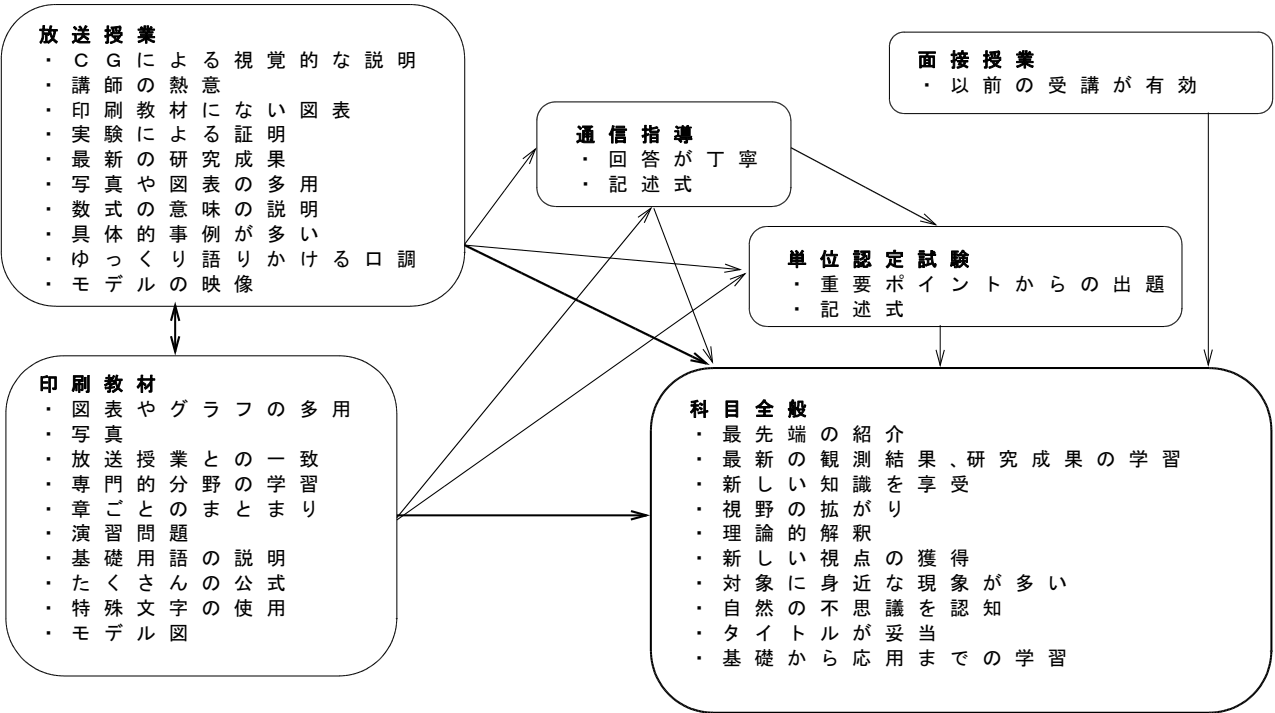 放送授業
・ＣＧによる視覚的な説明
・講師の熱意
・印刷教材にない図表
・実験による証明
・最新の研究成果
・写真や図表の多用
・数式の意味の説明
・具体的事例が多い
・ゆっくり語りかける口調
・モデルの映像
面接授業
・以前の受講が有効
通信指導
・回答が丁寧
・記述式
単位認定試験
・重要ポイントからの出題
・記述式
印刷教材
・図表やグラフの多用
・写真
・放送授業との一致
・専門的分野の学習
・章ごとのまとまり
・演習問題
・基礎用語の説明
・たくさんの公式
・特殊文字の使用
・モデル図
科目全般
・最先端の紹介
・最新の観測結果、研究成果の学習
・新しい知識を享受
・視野の拡がり
・理論的解釈
・新しい視点の獲得
・対象に身近な現象が多い
・自然の不思議を認知
・タイトルが妥当
・基礎から応用までの学習